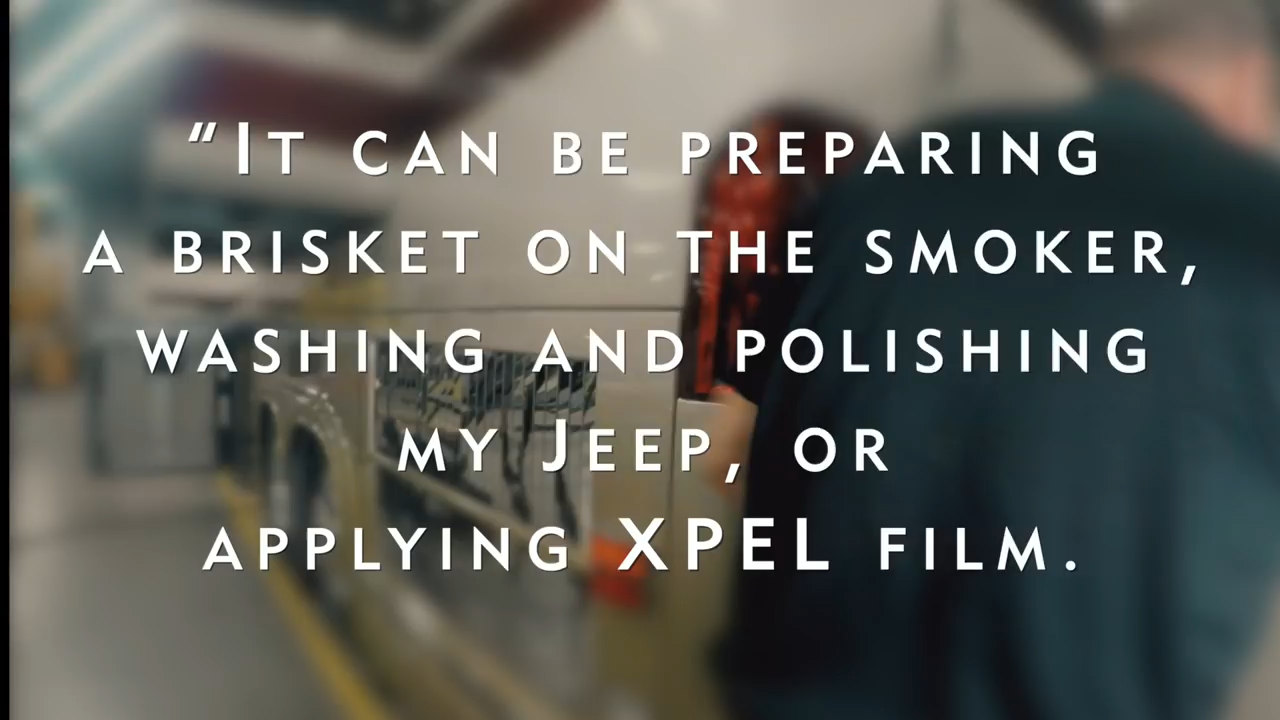 “It can be preparing
a brisket on the smoker,
washing and polishing
my Jeep, or
applying XPEL film.